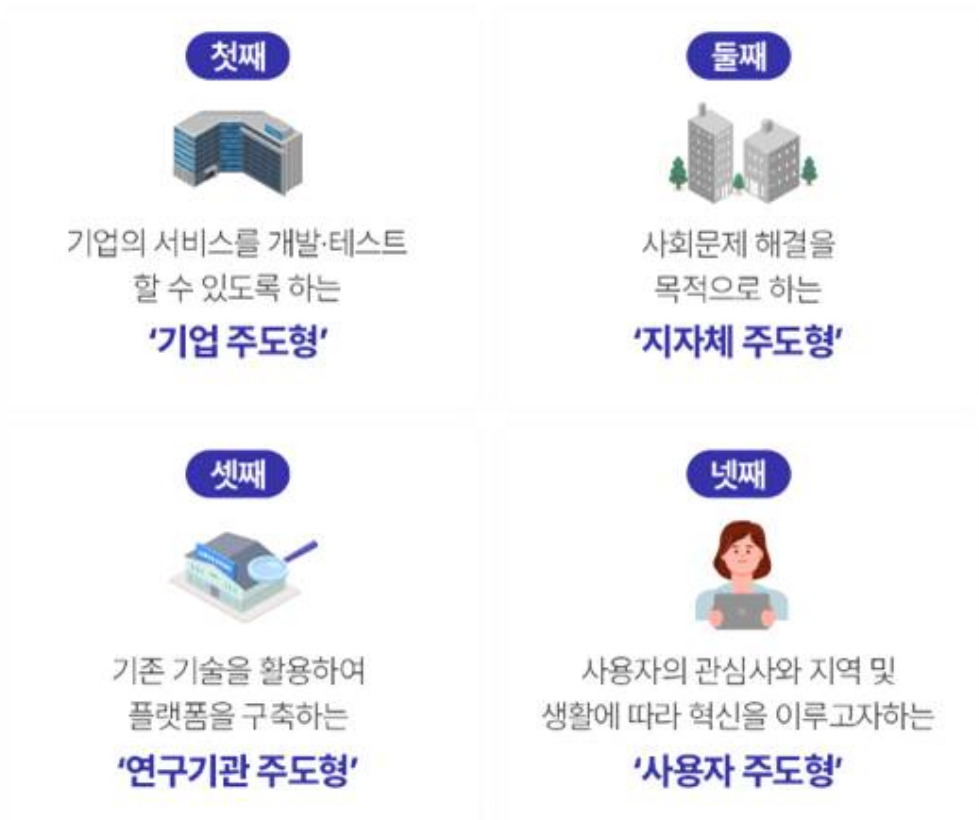 첫째
기업의 서비스를 개발·테스트
할 수 있도록 하는
‘기업 주도형’
둘째
사회문제 해결을
목적으로 하는
‘지자체 주도형’
셋째
기존 기술을 활용하여
플랫폼을 구축하는
‘연구기관 주도형’
넷째
사용자의 관심사와 지역 및
생활에 따라 혁신을 이루고자하는
‘사용자 주도형’